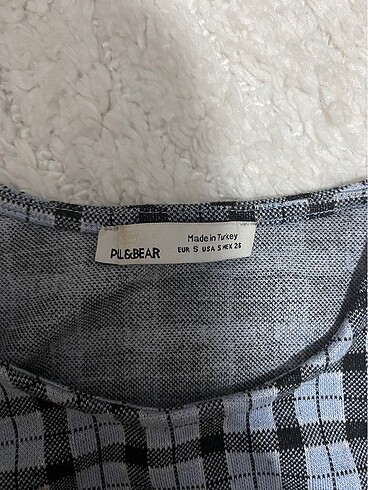 Made in Turkey
PULL&BEAR
EUR S USA S MEX 26